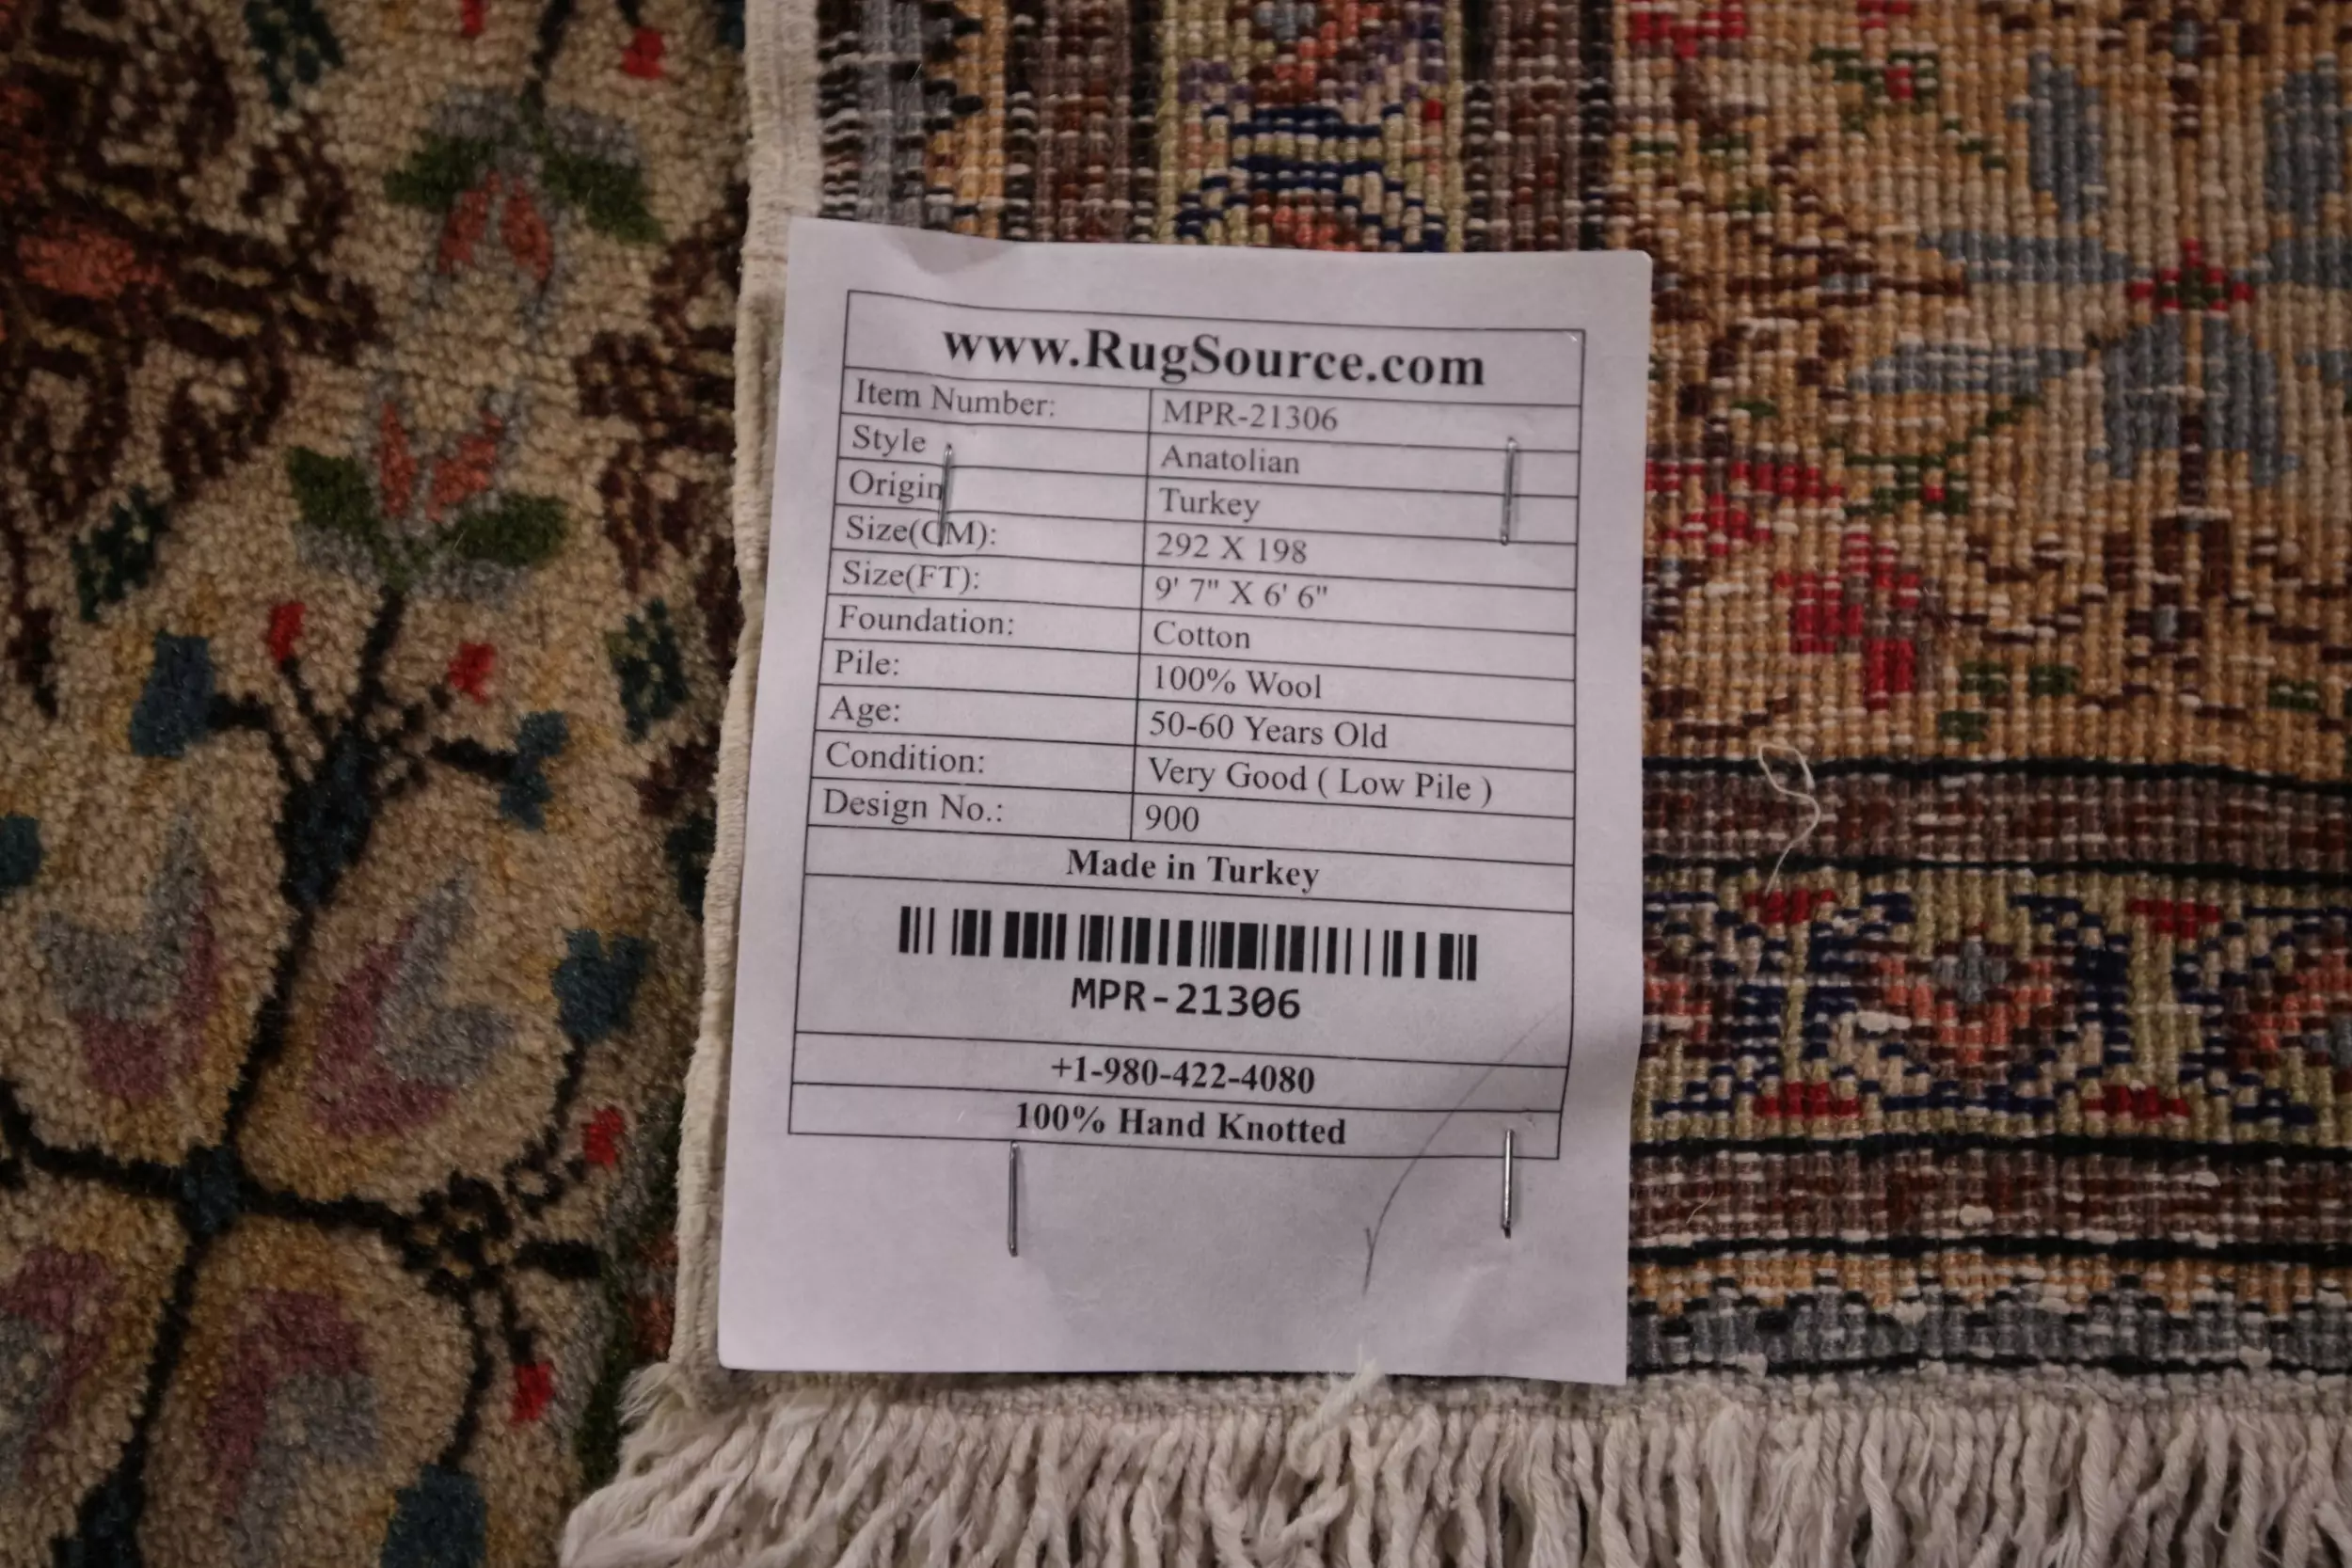 www.RugSource.com
Item Number: MPR-21306
Style Anatolian
Origin Turkey
Size(CM): 292 X 198
Size(FT): 9' 7" X 6' 6"
Foundation: Cotton
Pile: 100% Wool
Age: 50-60 Years Old
Condition: Very Good ( Low Pile )
Design No.: 900
Made in Turkey
MPR-21306
+1-980-422-4080
100% Hand Knotted